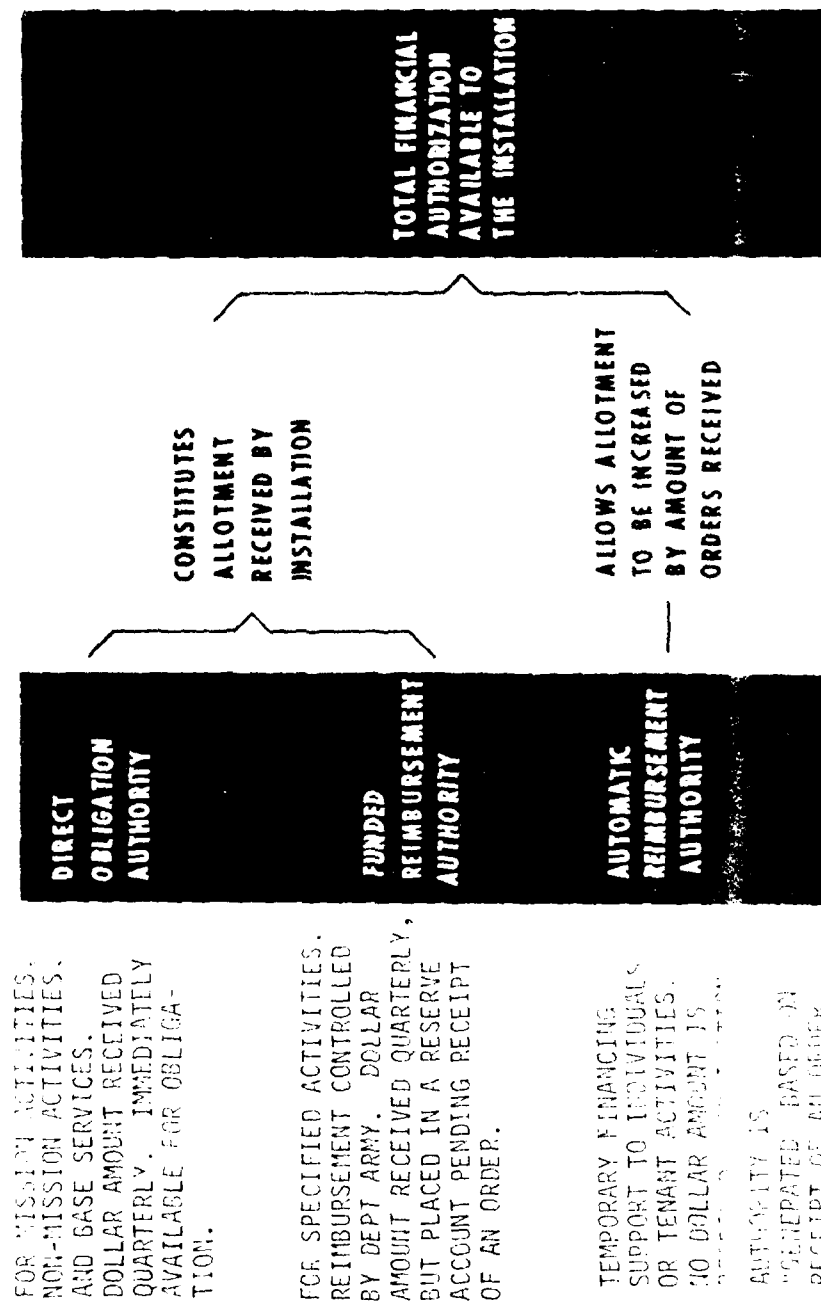 FOR MISSION ACTIVITIES,
NON-MISSION ACTIVITIES.
AND BASE SERVICES.
DOLLAR AMOUNT RECEIVED
QUARTERLY. IMMEDIATELY
AVAILABLE FOR OBLIGA-
TION.
DIRECT
OBLIGATION
AUTHORITY
FOR SPECIFIED ACTIVITIES.
REIMBURSEMENT CONTROLLED
BY DEPT ARMY. DOLLAR
AMOUNT RECEIVED QUARTERLY,
BUT PLACED IN A RESERVE
ACCOUNT PENDING RECEIPT
OF AN ORDER.
FUNDED
REIMBURSEMENT
AUTHORITY
CONSTITUTES
ALLOTMENT
RECEIVED BY
INSTALLATION
TEMPORARY FINANCING
SUPPORT TO INDIVIDUALS
OR TENANT ACTIVITIES.
NO DOLLAR AMOUNT IS
AUTHORITY IS
"GENERATED BASED ON
RECEIPT OF AN ORDER
AUTOMATIC
REIMBURSEMENT
AUTHORITY
ALLOWS ALLOTMENT
TO BE INCREASED
BY AMOUNT OF
ORDERS RECEIVED
TOTAL FINANCIAL
AUTHORIZATION
AVAILABLE TO
THE INSTALLATION